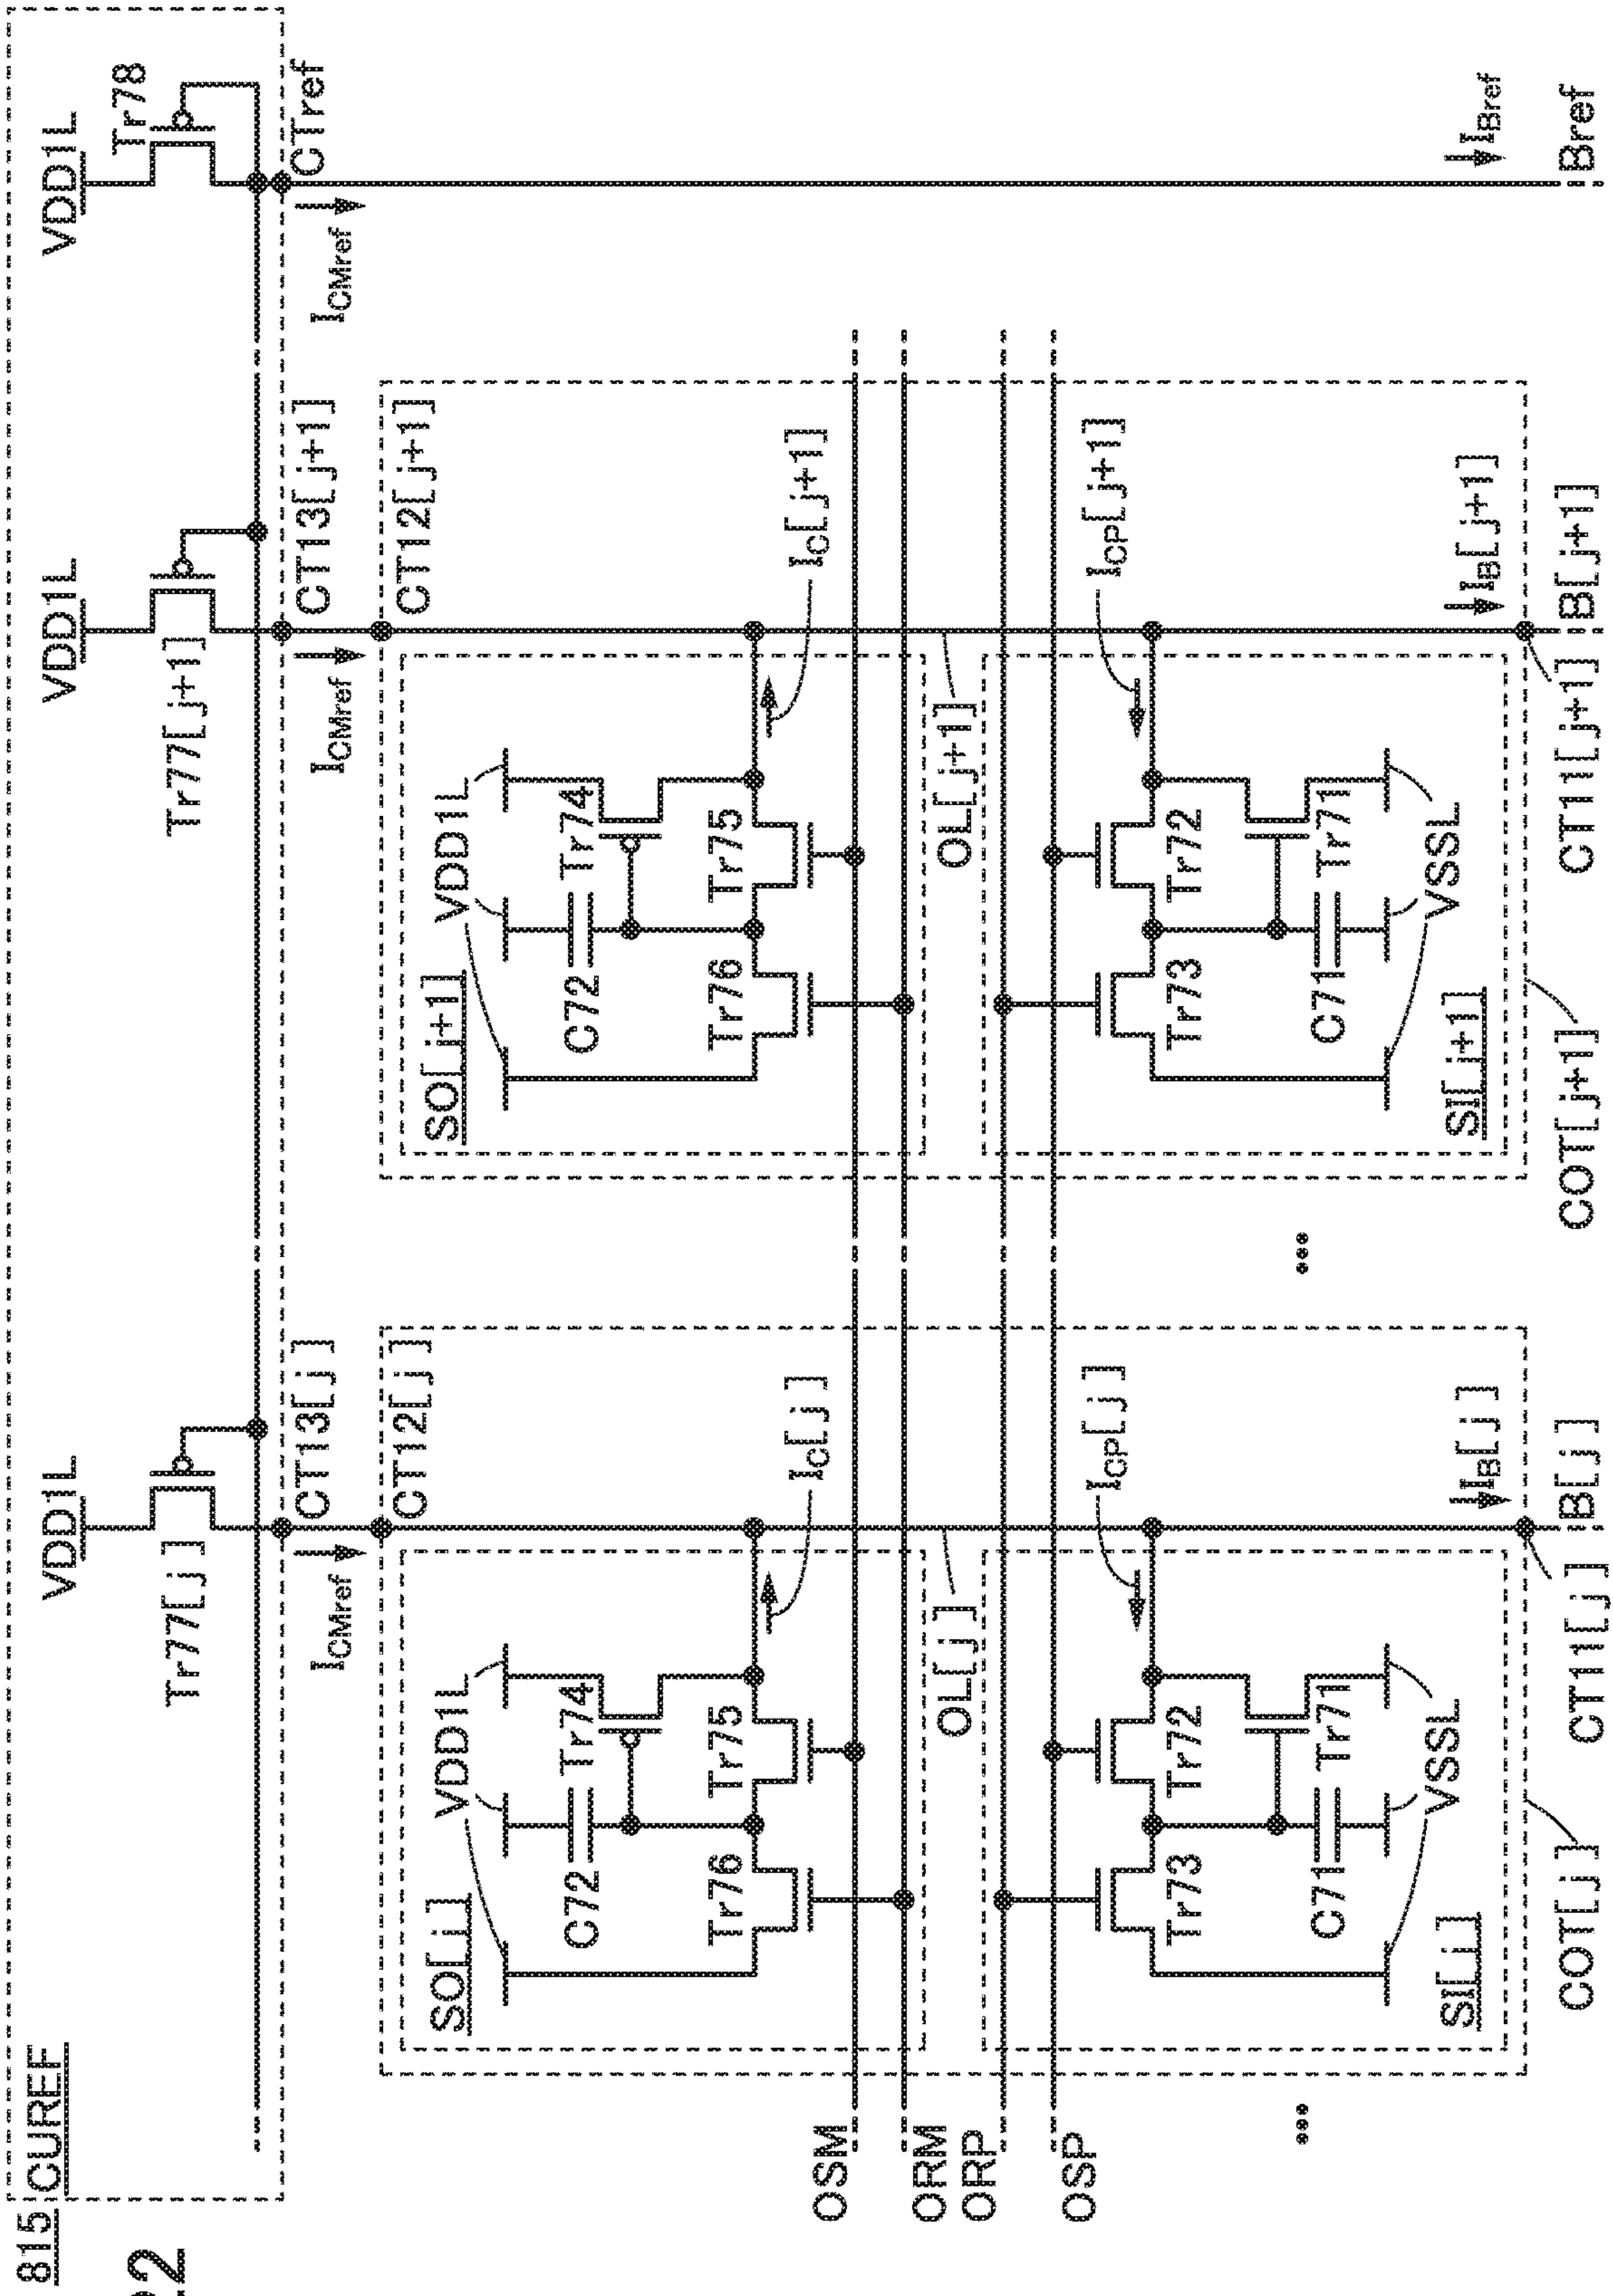 815
CUREF
VDD1L
Tr77[j]
VDD1L
Tr77[j+1]
VDD1L
Tr78
CT13[j]
ICMref
CT13[j+1]
ICMref
CTref
ICMref
CT12[j]
CT12[j+1]
SO[j]
VDD1L
C72
Tr74
Tr76
Tr75
IC[j]
SO[j+1]
VDD1L
C72
Tr74
Tr76
Tr75
IC[j+1]
OSM
ORM
ORP
OSP
OL[j]
OL[j+1]
ICP[j]
Tr73
Tr72
C71
Tr71
VSSL
SI[j]
IB[j]
ICP[j+1]
Tr73
Tr72
C71
Tr71
VSSL
SI[j+1]
IB[j+1]
IBref
...
...
COT[j]
CT11[j]
B[j]
COT[j+1]
CT11[j+1]
B[j+1]
Bref